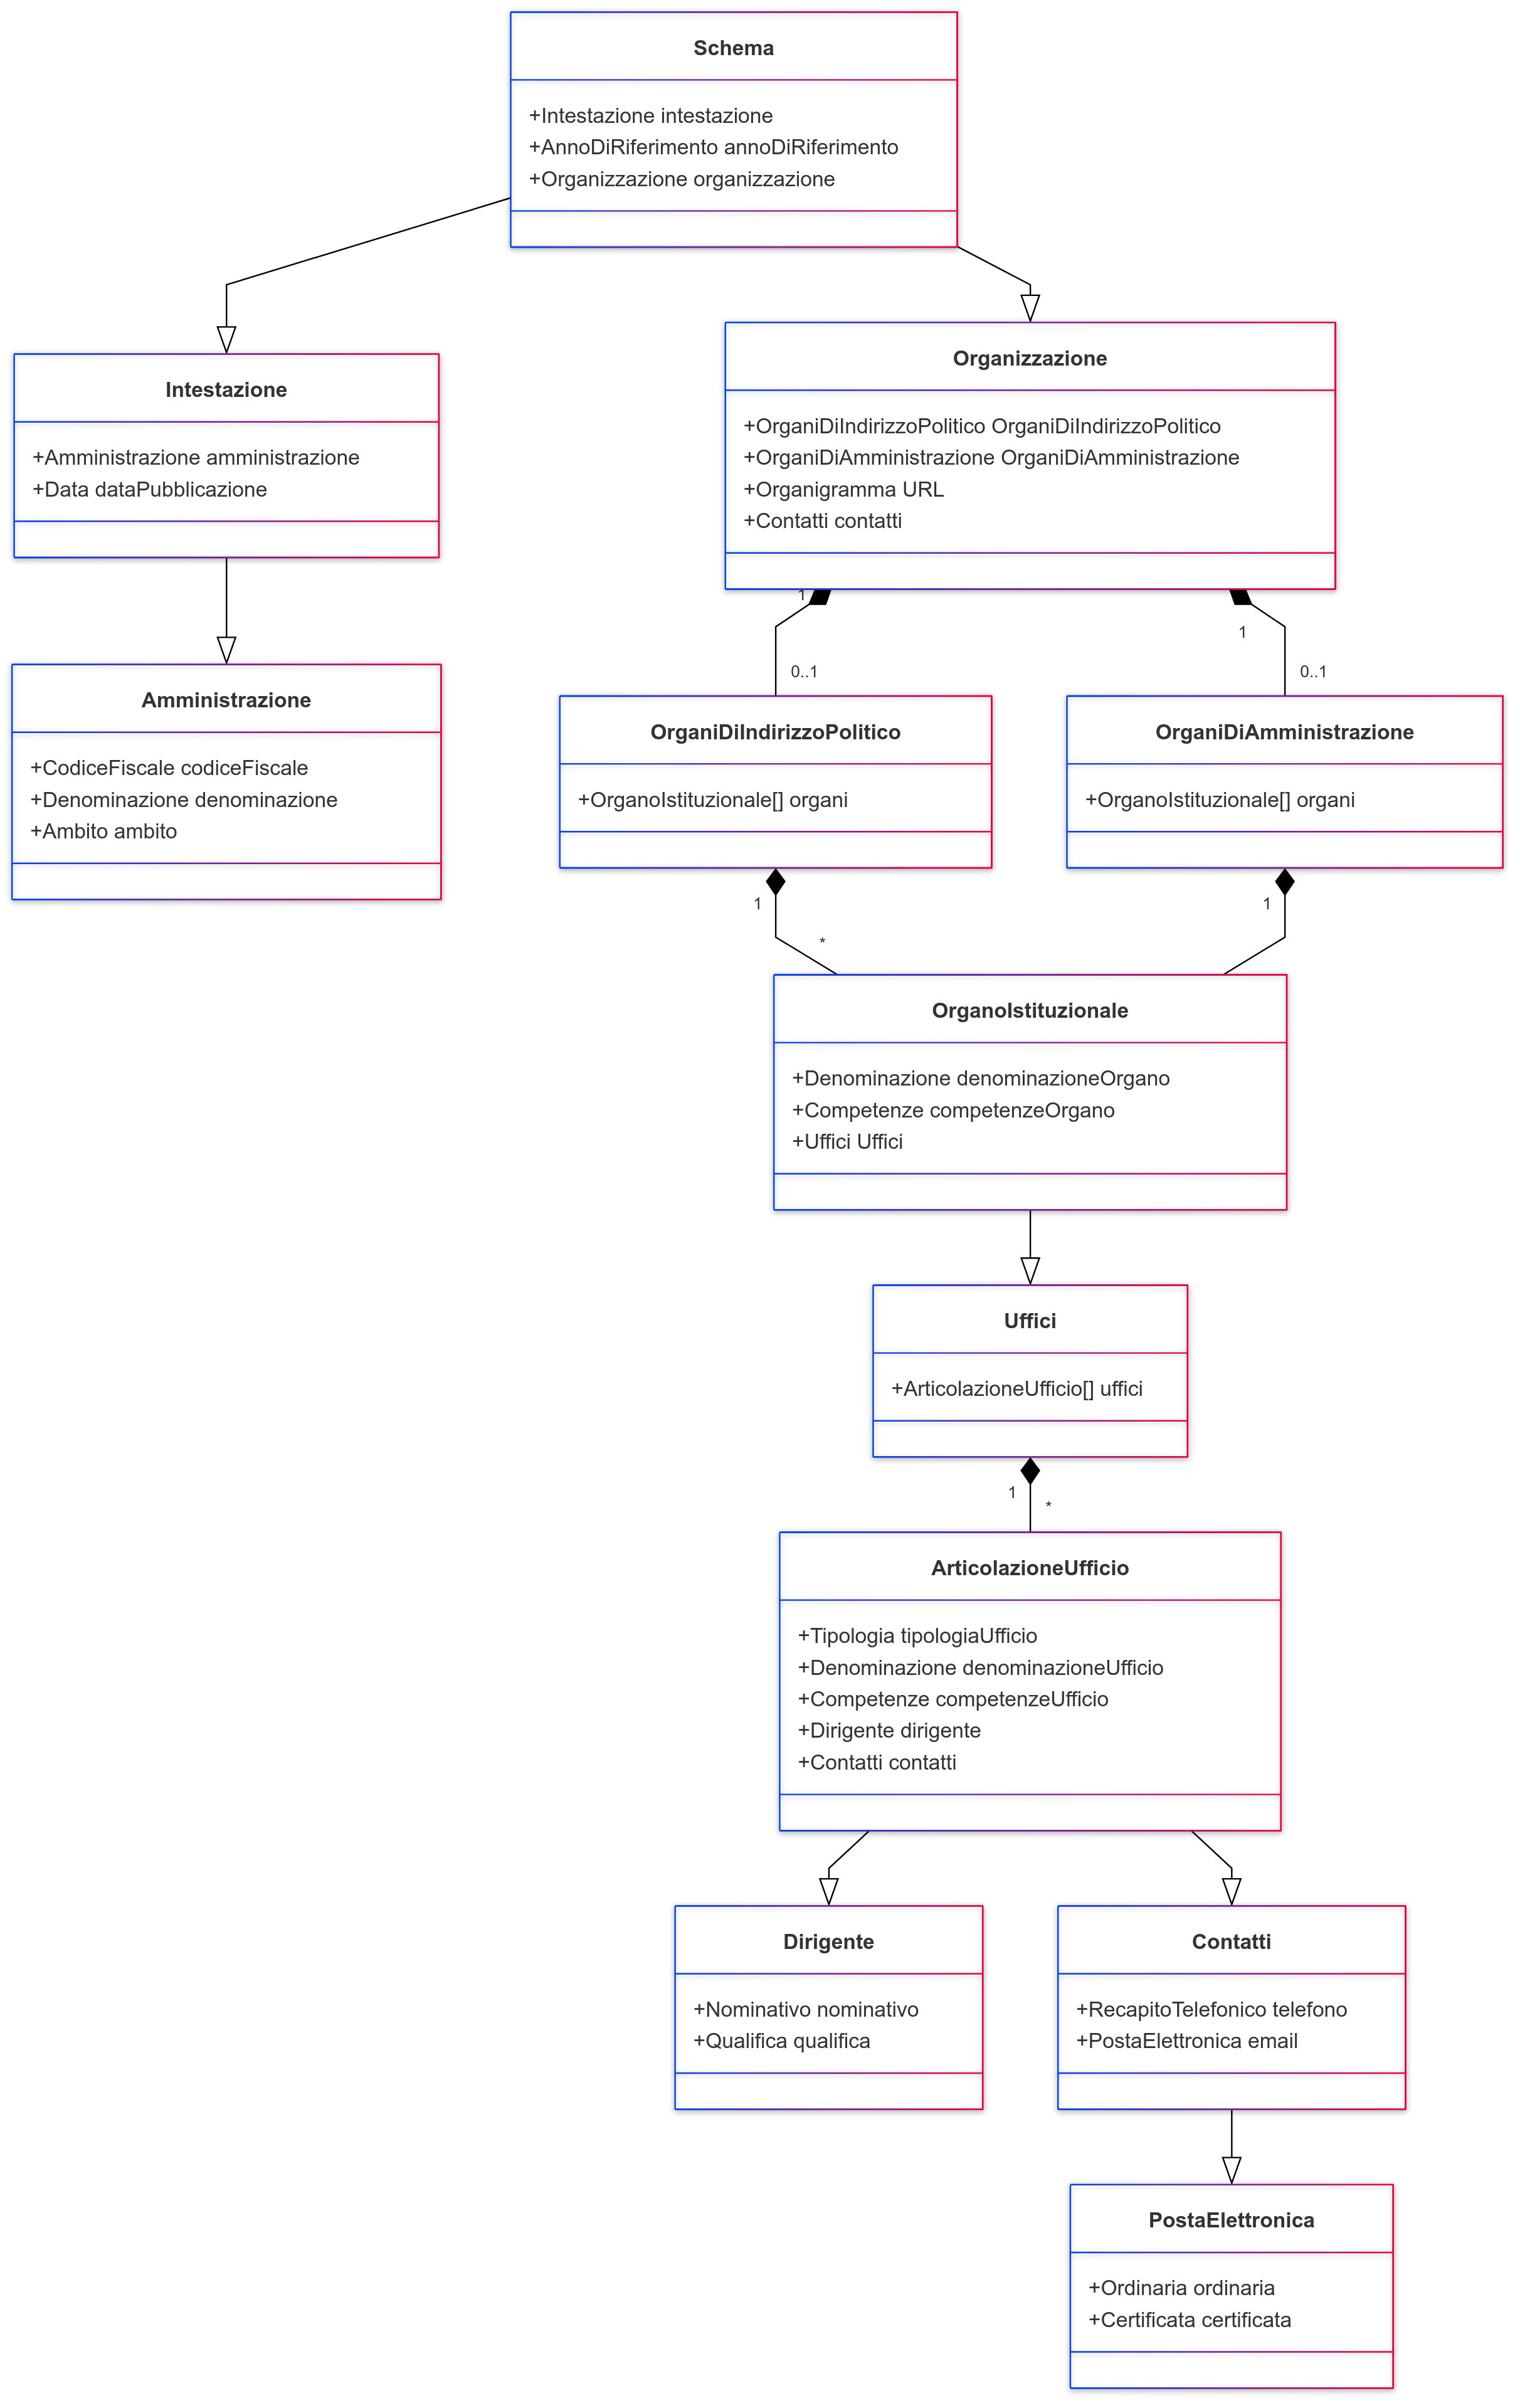 Schema
+Intestazione intestazione
+AnnoDiRiferimento annoDiRiferimento
+Organizzazione organizzazione
Intestazione
+Amministrazione amministrazione
+Data dataPubblicazione
Organizzazione
+OrganiDiIndirizzoPolitico OrganiDiIndirizzoPolitico
+OrganiDiAmministrazione OrganiDiAmministrazione
+Organigramma URL
+Contatti contatti
1
1
0..1
0..1
Amministrazione
+CodiceFiscale codiceFiscale
+Denominazione denominazione
+Ambito ambito
OrganiDiIndirizzoPolitico
+OrganoIstituzionale[] organi
OrganiDiAmministrazione
+OrganoIstituzionale[] organi
1
*
1
OrganoIstituzionale
+Denominazione denominazioneOrgano
+Competenze competenzeOrgano
+Uffici Uffici
Uffici
+ArticolazioneUfficio[] uffici
1
*
ArticolazioneUfficio
+Tipologia tipologiaUfficio
+Denominazione denominazioneUfficio
+Competenze competenzeUfficio
+Dirigente dirigente
+Contatti contatti
Dirigente
+Nominativo nominativo
+Qualifica qualifica
Contatti
+RecapitoTelefonico telefono
+PostaElettronica email
PostaElettronica
+Ordinaria ordinaria
+Certificata certificata